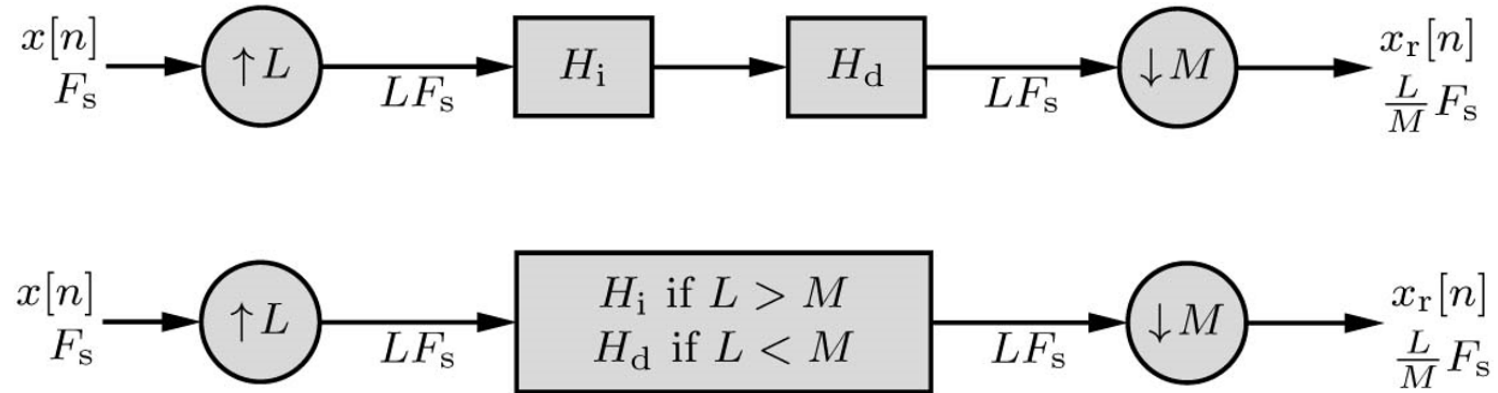 x[n]
F_s
↑L
LF_s
H_i
H_d
LF_s
↓M
x_r[n]
L/M F_s
x[n]
F_s
↑L
LF_s
H_i if L > M
H_d if L < M
LF_s
↓M
x_r[n]
L/M F_s